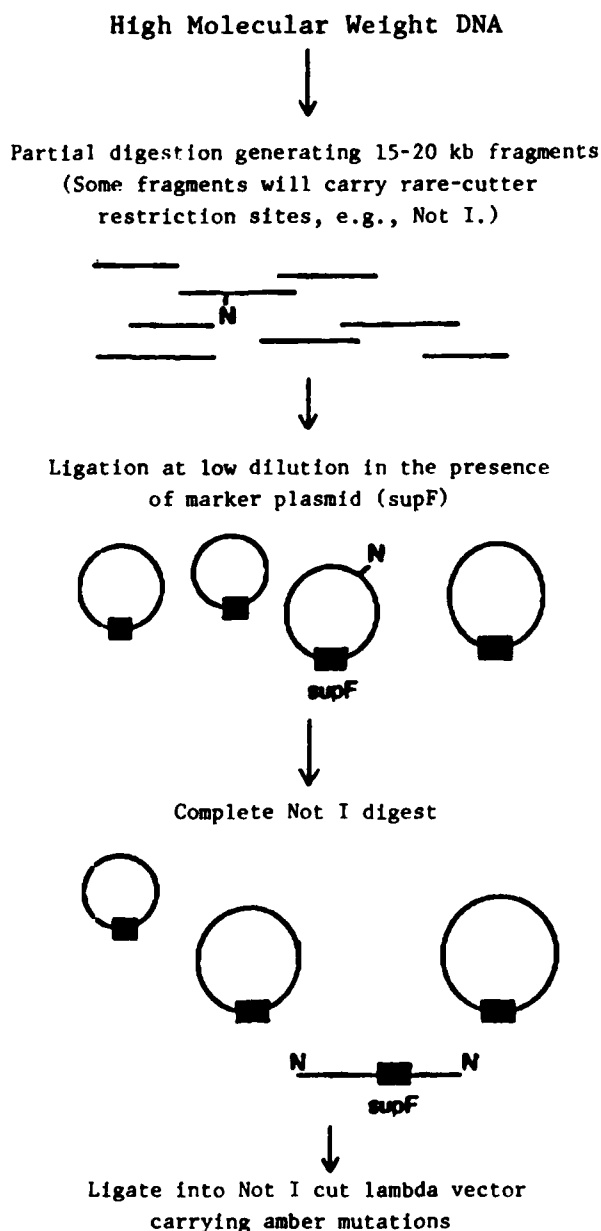 High Molecular Weight DNA
Partial digestion generating 15-20 kb fragments
(Some fragments will carry rare-cutter
restriction sites, e.g., Not I.)
N
Ligation at low dilution in the presence
of marker plasmid (supF)
N
supF
Complete Not I digest
N N
supF
Ligate into Not I cut lambda vector
carrying amber mutations